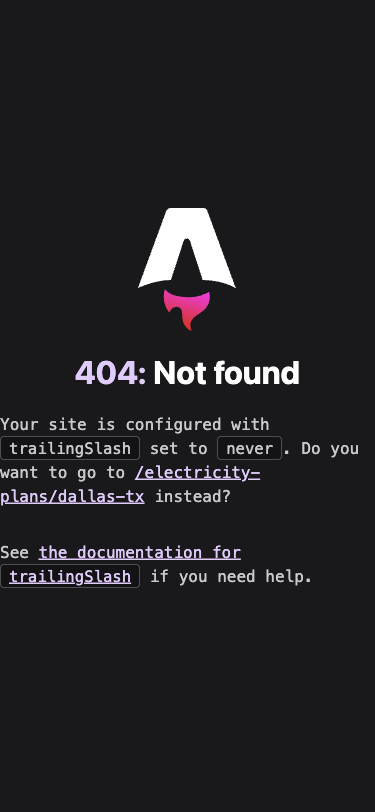 404: Not found
Your site is configured with
trailingSlash set to never. Do you
want to go to /electricity-
plans/dallas-tx instead?
See the documentation for
trailingSlash if you need help.